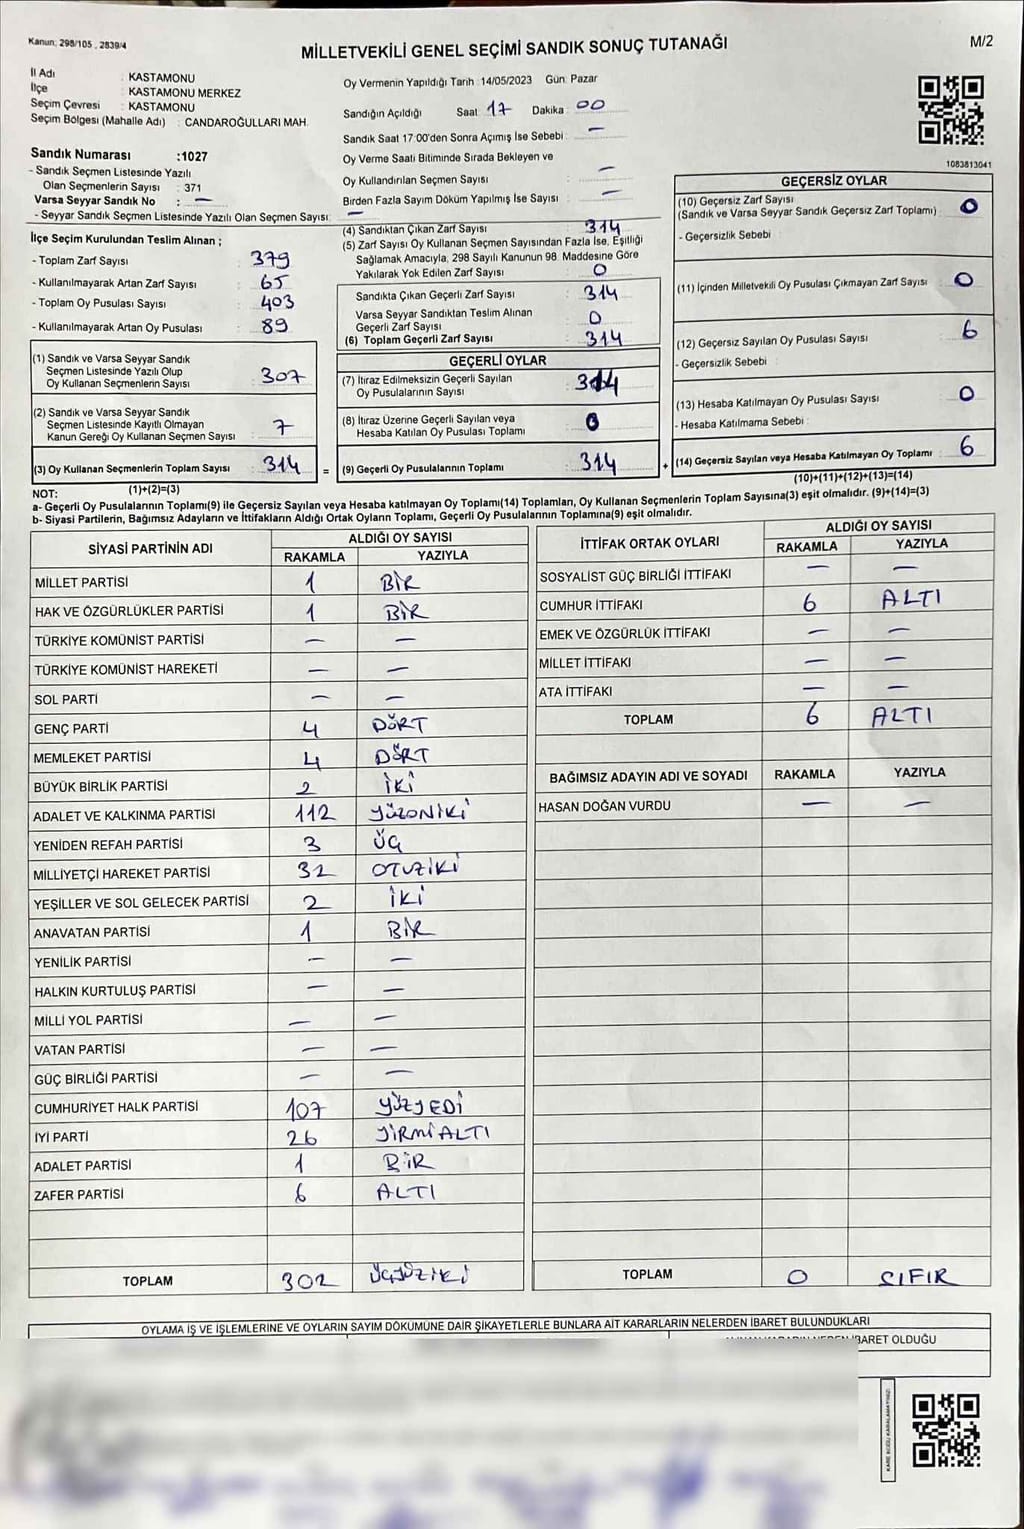 Kanun; 298/105 , 2839/4
MİLLETVEKİLİ GENEL SEÇİMİ SANDIK SONUÇ TUTANAĞI
M/2
İl Adı : KASTAMONU
İlçe : KASTAMONU MERKEZ
Seçim Çevresi : KASTAMONU
Seçim Bölgesi (Mahalle Adı) : CANDAROĞULLARI MAH.
Oy Vermenin Yapıldığı Tarih : 14/05/2023 Gün: Pazar
Sandığın Açıldığı Saat 17 Dakika : 00
Sandık Saat 17:00'den Sonra Açımış İse Sebebi : —
Oy Verme Saati Bitiminde Sırada Bekleyen ve
Oy Kullandırılan Seçmen Sayısı : —
Birden Fazla Sayım Döküm Yapılmış İse Sayısı : —
1083813041
Sandık Numarası :1027
- Sandık Seçmen Listesinde Yazılı
Olan Seçmenlerin Sayısı : 371
Varsa Seyyar Sandık No : —
- Seyyar Sandık Seçmen Listesinde Yazılı Olan Seçmen Sayısı: —
İlçe Seçim Kurulundan Teslim Alınan ;
- Toplam Zarf Sayısı : 379
- Kullanılmayarak Artan Zarf Sayısı : 65
- Toplam Oy Pusulası Sayısı : 403
- Kullanılmayarak Artan Oy Pusulası : 89
(1) Sandık ve Varsa Seyyar Sandık
Seçmen Listesinde Yazılı Olup
Oy Kullanan Seçmenlerin Sayısı : 307
(2) Sandık ve Varsa Seyyar Sandık
Seçmen Listesinde Kayıtlı Olmayan
Kanun Gereği Oy Kullanan Seçmen Sayısı : 7
(3) Oy Kullanan Seçmenlerin Toplam Sayısı : 314
(1)+(2)=(3)
(4) Sandıktan Çıkan Zarf Sayısı : 314
(5) Zarf Sayısı Oy Kullanan Seçmen Sayısından Fazla İse, Eşitliği
Sağlamak Amacıyla, 298 Sayılı Kanunun 98. Maddesine Göre
Yakılarak Yok Edilen Zarf Sayısı : 0
Sandıkta Çıkan Geçerli Zarf Sayısı : 314
Varsa Seyyar Sandıktan Teslim Alınan
Geçerli Zarf Sayısı : 0
(6) Toplam Geçerli Zarf Sayısı : 314
GEÇERLİ OYLAR
(7) İtiraz Edilmeksizin Geçerli Sayılan
Oy Pusulalarının Sayısı : 314
(8) İtiraz Üzerine Geçerli Sayılan veya
Hesaba Katılan Oy Pusulası Toplamı : 0
= (9) Geçerli Oy Pusulalarının Toplamı : 314
GEÇERSİZ OYLAR
(10) Geçersiz Zarf Sayısı
(Sandık ve Varsa Seyyar Sandık Geçersiz Zarf Toplamı) : 0
- Geçersizlik Sebebi :
(11) İçinden Milletvekili Oy Pusulası Çıkmayan Zarf Sayısı : 0
(12) Geçersiz Sayılan Oy Pusulası Sayısı : 6
- Geçersizlik Sebebi :
(13) Hesaba Katılmayan Oy Pusulası Sayısı : 0
- Hesaba Katılmama Sebebi :
+ (14) Geçersiz Sayılan veya Hesaba Katılmayan Oy Toplamı : 6
(10)+(11)+(12)+(13)=(14)
NOT:
a- Geçerli Oy Pusulalarının Toplamı(9) ile Geçersiz Sayılan veya Hesaba katılmayan Oy Toplamı(14) Toplamları, Oy Kullanan Seçmenlerin Toplam Sayısına(3) eşit olmalıdır. (9)+(14)=(3)
b- Siyasi Partilerin, Bağımsız Adayların ve İttifakların Aldığı Ortak Oyların Toplamı, Geçerli Oy Pusulalarının Toplamına(9) eşit olmalıdır.
SİYASİ PARTİNİN ADI ALDIĞI OY SAYISI
RAKAMLA YAZIYLA
MİLLET PARTİSİ 1 BİR
HAK VE ÖZGÜRLÜKLER PARTİSİ 1 BİR
TÜRKİYE KOMÜNİST PARTİSİ — —
TÜRKİYE KOMÜNİST HAREKETİ — —
SOL PARTİ — —
GENÇ PARTİ 4 DÖRT
MEMLEKET PARTİSİ 4 DÖRT
BÜYÜK BİRLİK PARTİSİ 2 İKİ
ADALET VE KALKINMA PARTİSİ 112 YÜZONİKİ
YENİDEN REFAH PARTİSİ 3 ÜÇ
MİLLİYETÇİ HAREKET PARTİSİ 32 OTUZİKİ
YEŞİLLER VE SOL GELECEK PARTİSİ 2 İKİ
ANAVATAN PARTİSİ 1 BİR
YENİLİK PARTİSİ — —
HALKIN KURTULUŞ PARTİSİ — —
MİLLİ YOL PARTİSİ — —
VATAN PARTİSİ — —
GÜÇ BİRLİĞİ PARTİSİ — —
CUMHURİYET HALK PARTİSİ 107 YÜZYEDİ
İYİ PARTİ 26 YİRMİALTI
ADALET PARTİSİ 1 BİR
ZAFER PARTİSİ 6 ALTI
TOPLAM 302 ÜÇYÜZİKİ
İTTİFAK ORTAK OYLARI ALDIĞI OY SAYISI
RAKAMLA YAZIYLA
SOSYALİST GÜÇ BİRLİĞİ İTTİFAKI — —
CUMHUR İTTİFAKI 6 ALTI
EMEK VE ÖZGÜRLÜK İTTİFAKI — —
MİLLET İTTİFAKI — —
ATA İTTİFAKI — —
TOPLAM 6 ALTI
BAĞIMSIZ ADAYIN ADI VE SOYADI RAKAMLA YAZIYLA
HASAN DOĞAN VURDU — —
TOPLAM 0 SIFIR
OYLAMA İŞ VE İŞLEMLERİNE VE OYLARIN SAYIM DÖKÜMÜNE DAİR ŞİKAYETLERLE BUNLARA AİT KARARLARIN NELERDEN İBARET BULUNDUKLARI
İBARET OLDUĞU
KARE KODU KARALAMAYINIZ